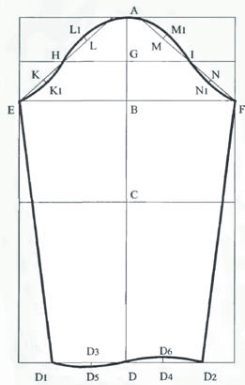 A
L1 M1
L M
H G I
K N
K1 N1
E B F
C
D3 D6
D1 D5 D D4 D2